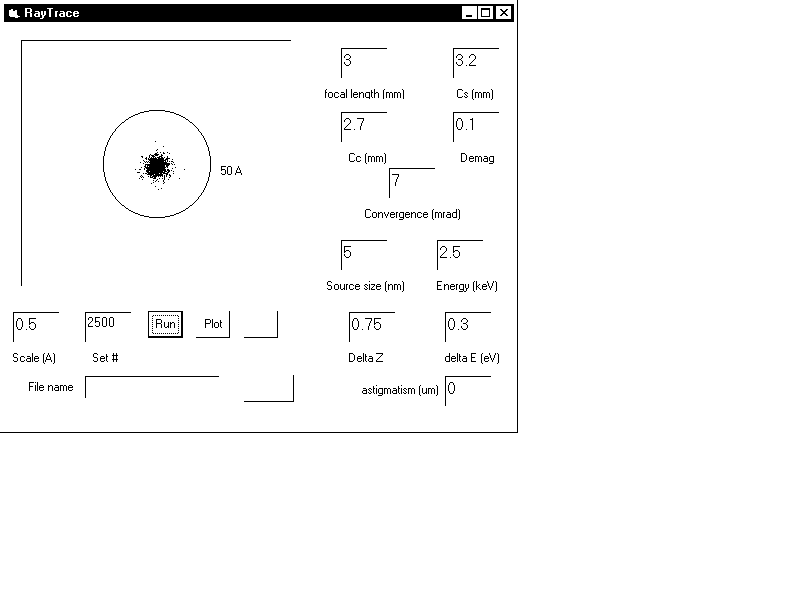 RayTrace
3
3.2
focal length (mm)
Cs (mm)
2.7
0.1
Cc (mm)
Demag
50 A
7
Convergence (mrad)
5
2.5
Source size (nm)
Energy (keV)
0.5
2500
Run
Plot
0.75
0.3
Scale (A)
Set #
Delta Z
delta E (eV)
File name
astigmatism (um)
0